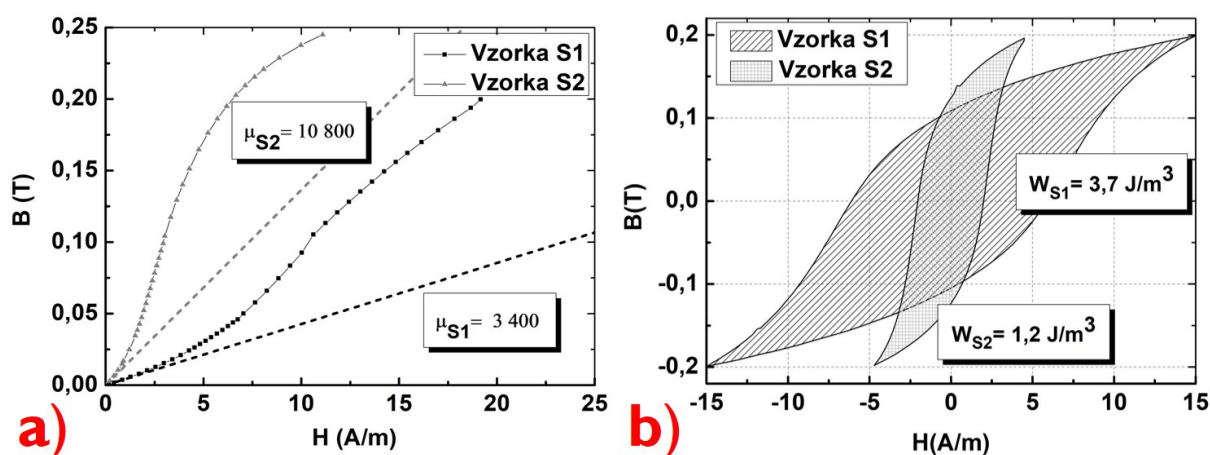 0,25
0,20
0,15
0,10
0,05
0,00
B (T)
Vzorka S1
Vzorka S2
μS2= 10 800
μS1= 3 400
0
5
10
15
20
25
H (A/m)
a)
0,2
0,1
0,0
-0,1
-0,2
B(T)
Vzorka S1
Vzorka S2
WS1= 3,7 J/m³
WS2= 1,2 J/m³
-15
-10
-5
0
5
10
15
H(A/m)
b)